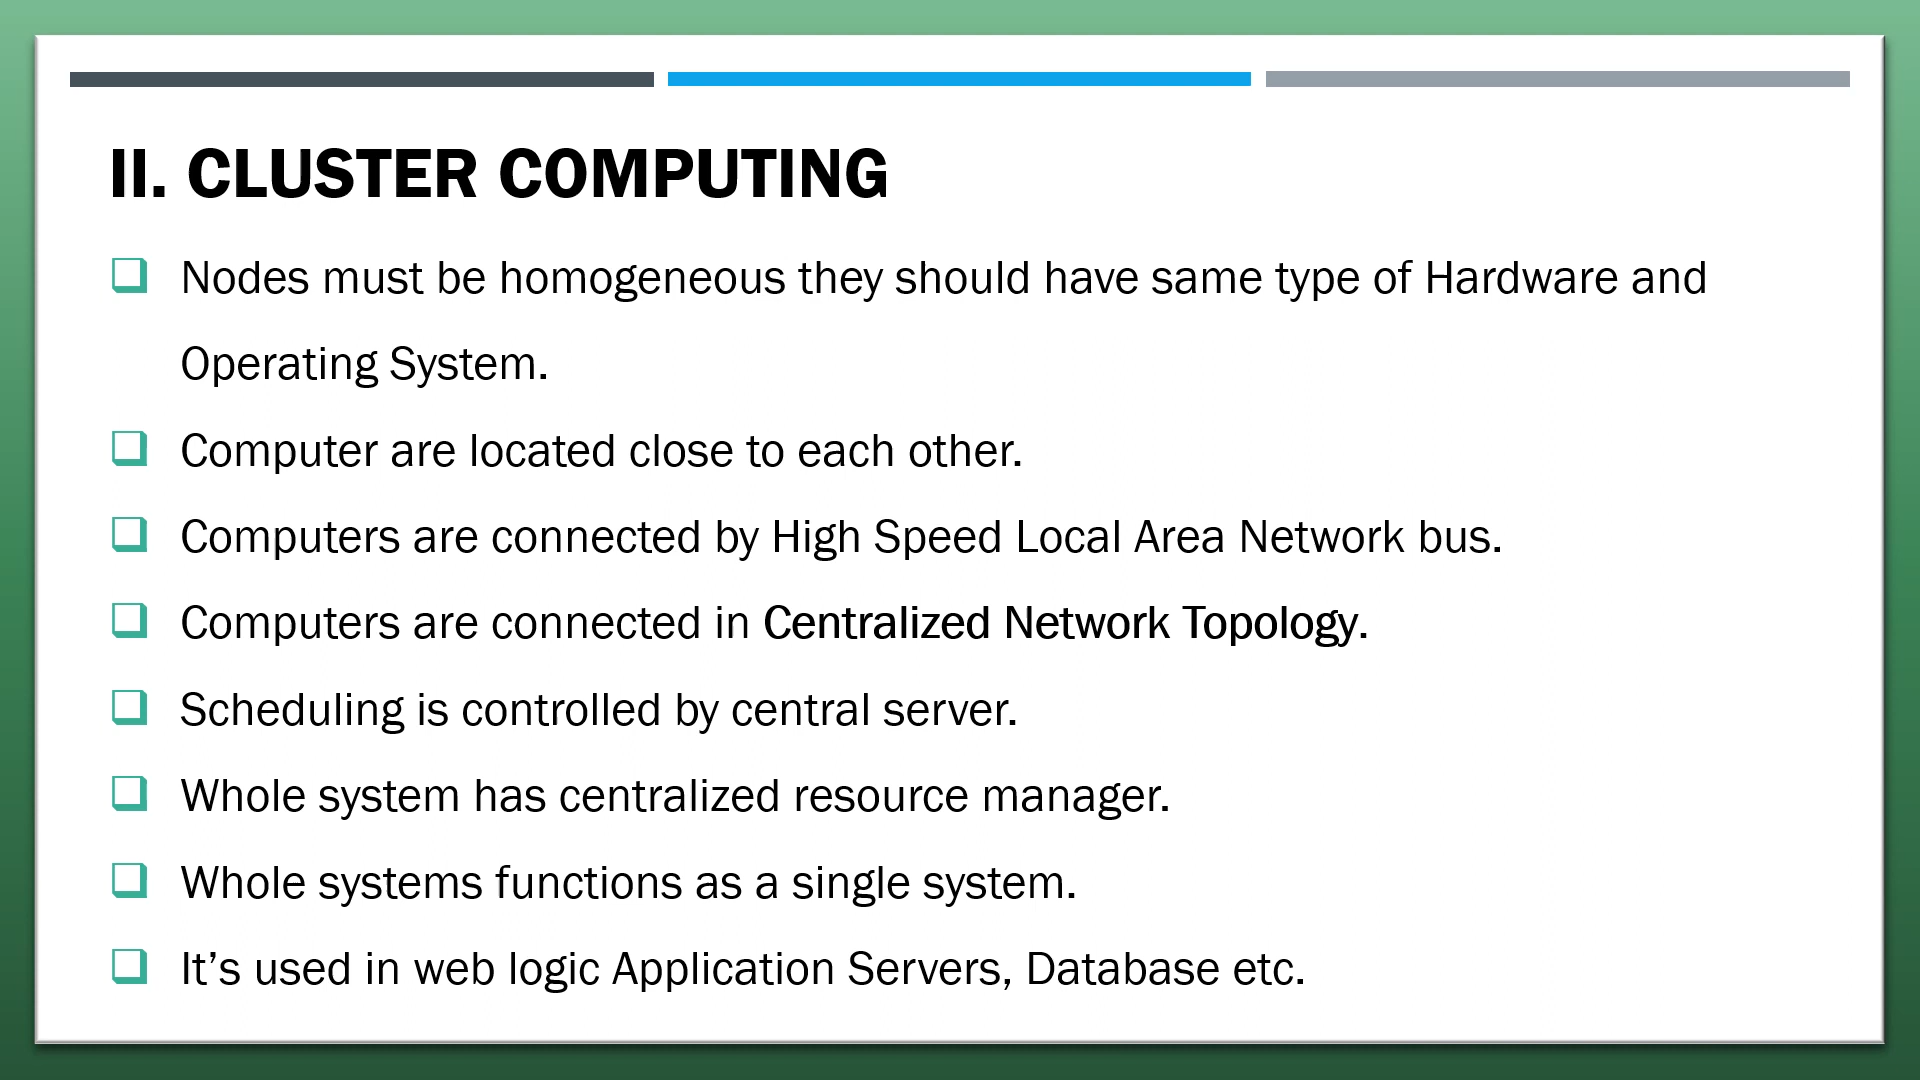 II. CLUSTER COMPUTING
Nodes must be homogeneous they should have same type of Hardware and
Operating System.
Computer are located close to each other.
Computers are connected by High Speed Local Area Network bus.
Computers are connected in Centralized Network Topology.
Scheduling is controlled by central server.
Whole system has centralized resource manager.
Whole systems functions as a single system.
It’s used in web logic Application Servers, Database etc.